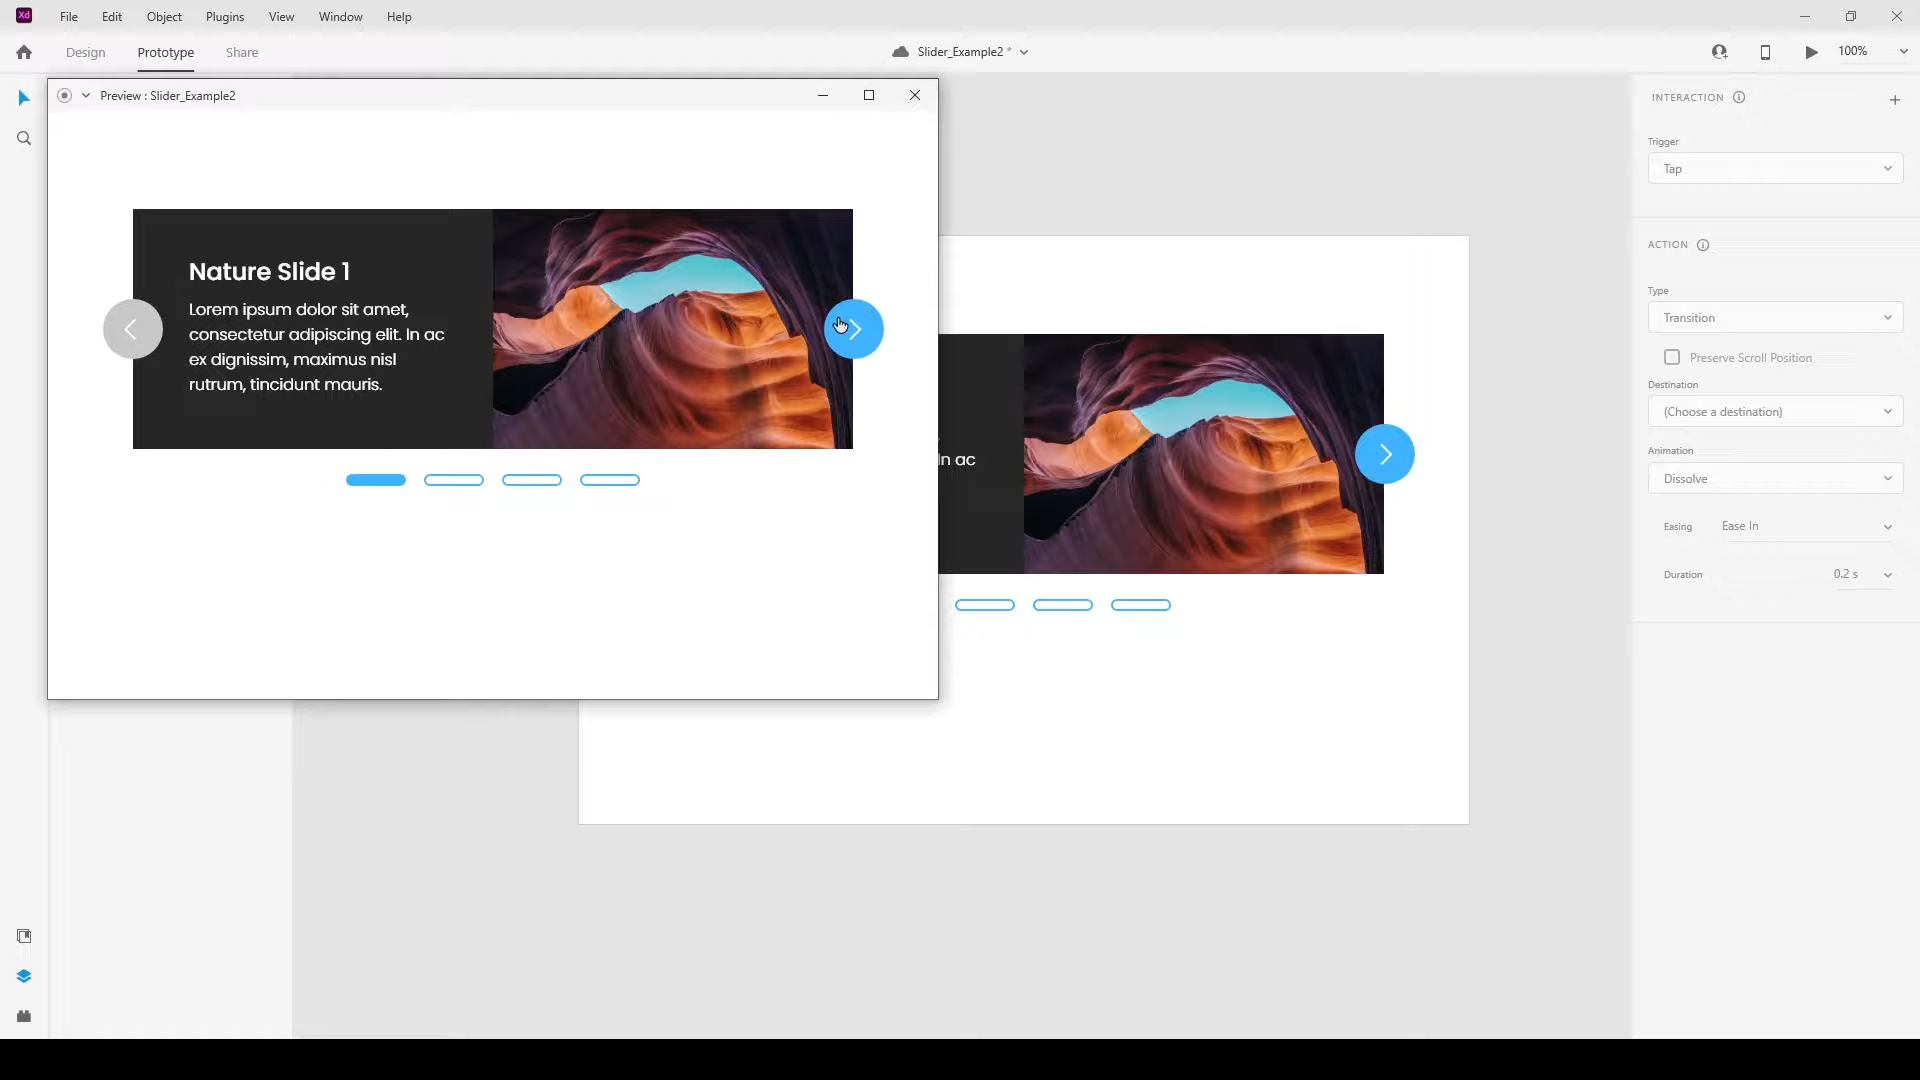 Xd File Edit Object Plugins View Window Help
Design Prototype Share Slider_Example2 * 100%
Preview : Slider_Example2
Nature Slide 1
Lorem ipsum dolor sit amet,
consectetur adipiscing elit. In ac
ex dignissim, maximus nisl
rutrum, tincidunt mauris.
In ac
INTERACTION
Trigger
Tap
ACTION
Type
Transition
Preserve Scroll Position
Destination
(Choose a destination)
Animation
Dissolve
Easing Ease In
Duration 0.2 s